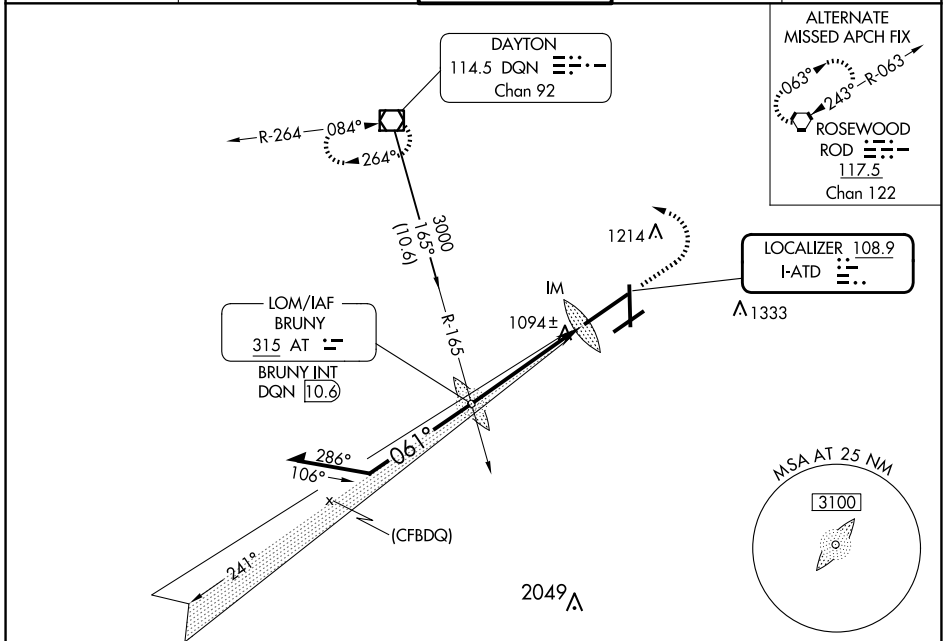 DAYTON
114.5 DQN
Chan 92
ALTERNATE
MISSED APCH FIX
063°
243°
R-063
ROSEWOOD
ROD
117.5
Chan 122
R-264
084°
264°
3000
165°
(10.6)
R-165
1214
LOCALIZER 108.9
I-ATD
1333
IM
1094±
LOM/IAF
BRUNY
315 AT
BRUNY INT
DQN 10.6
061°
286°
106°
(CFBDQ)
241°
2049
MSA AT 25 NM
3100